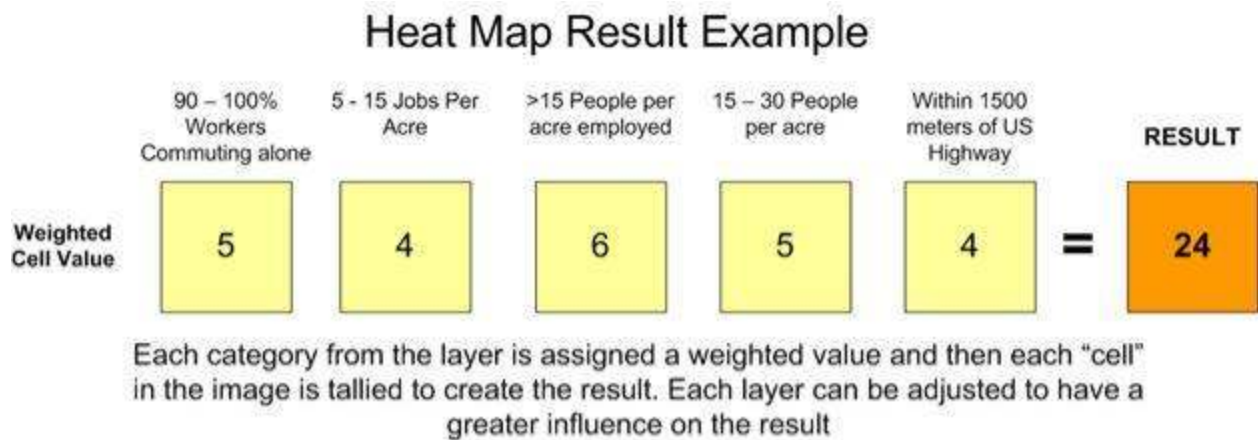 Heat Map Result Example
90 – 100%
Workers
Commuting alone
5 - 15 Jobs Per
Acre
>15 People per
acre employed
15 – 30 People
per acre
Within 1500
meters of US
Highway
RESULT
Weighted
Cell Value
5
4
6
5
4
=
24
Each category from the layer is assigned a weighted value and then each “cell”
in the image is tallied to create the result. Each layer can be adjusted to have a
greater influence on the result